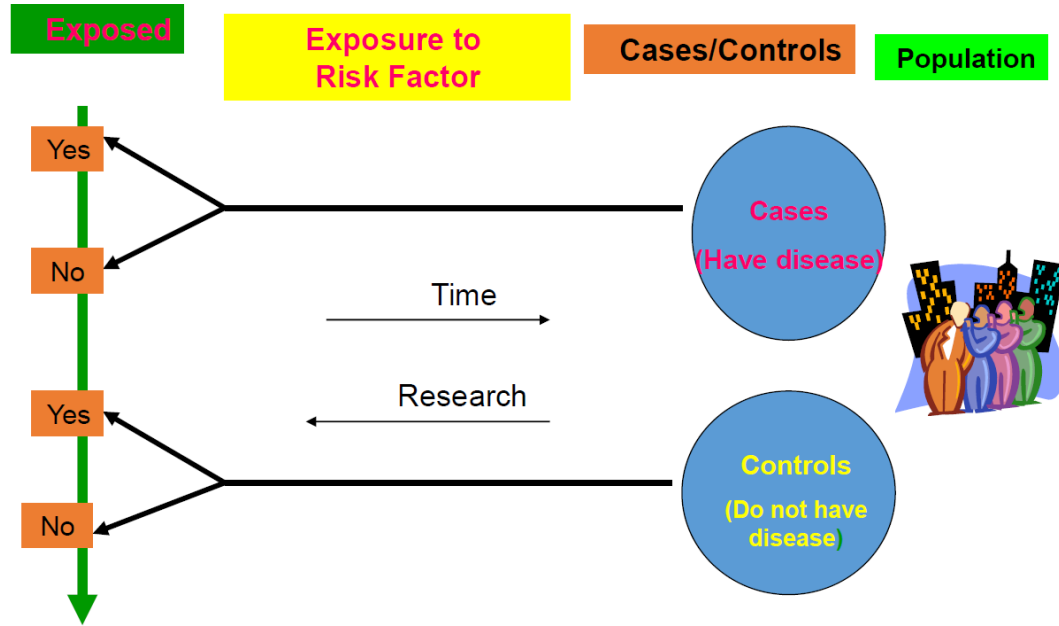 Exposed
Exposure to
Risk Factor
Cases/Controls
Population
Yes
No
Cases
(Have disease)
Time
Research
Yes
No
Controls
(Do not have
disease)